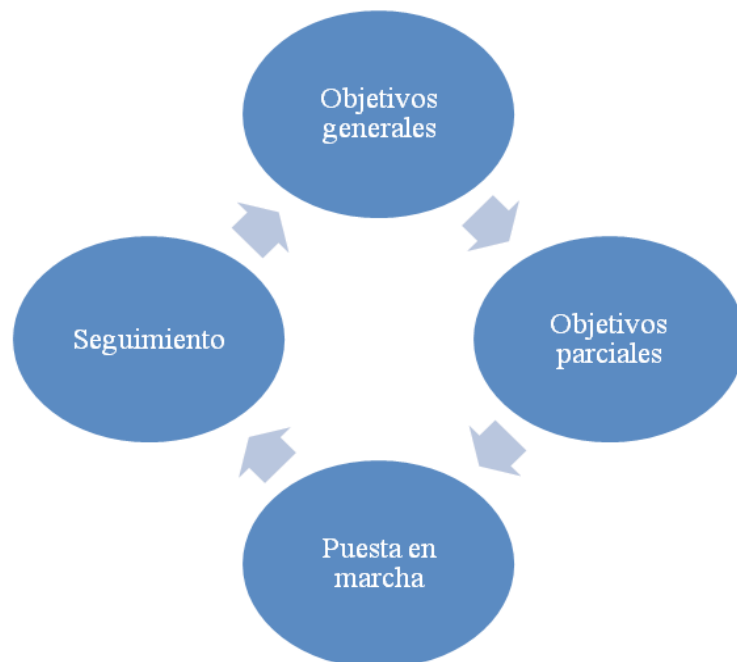 Objetivos
generales
Objetivos
parciales
Puesta en
marcha
Seguimiento